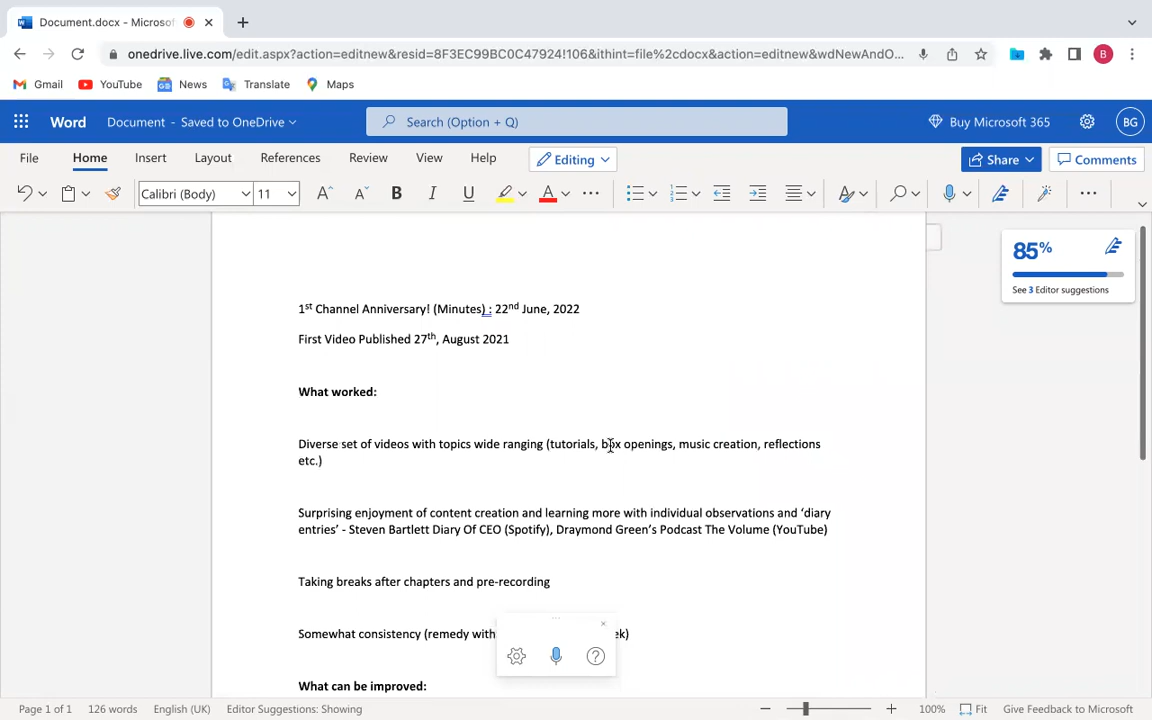 Document.docx - Microsof
onedrive.live.com/edit.aspx?action=editnew&resid=8F3EC99BC0C47924!106&ithint=file%2cdocx&action=editnew&wdNewAndO...
B
Gmail YouTube News Translate Maps
Word Document - Saved to OneDrive Search (Option + Q) Buy Microsoft 365 BG
File Home Insert Layout References Review View Help Editing Share Comments
Calibri (Body) 11 A A B I U A
85%
See 3 Editor suggestions
1st Channel Anniversary! (Minutes) : 22nd June, 2022
First Video Published 27th, August 2021
What worked:
Diverse set of videos with topics wide ranging (tutorials, box openings, music creation, reflections
etc.)
Surprising enjoyment of content creation and learning more with individual observations and ‘diary
entries’ - Steven Bartlett Diary Of CEO (Spotify), Draymond Green’s Podcast The Volume (YouTube)
Taking breaks after chapters and pre-recording
Somewhat consistency (remedy with ek)
What can be improved:
Page 1 of 1 126 words English (UK) Editor Suggestions: Showing 100% Fit Give Feedback to Microsoft